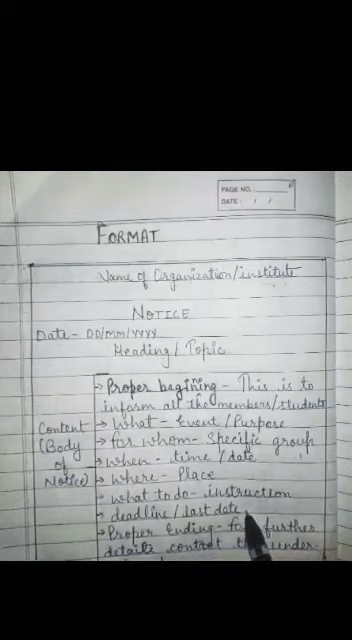 PAGE NO.:
DATE: / /
FORMAT
Name of Organization/institute
NOTICE
Date - DD/MM/YYYY
Heading/Topic
Content
(Body
of
Notice)
→ Proper begining - This is to
inform all the members/students
→ What - Event/Purpose
→ for whom - Specific group
→ when - time/date
→ Where - Place
→ what to do - instruction
→ deadline/last date
→ Proper Ending - for further
details contact the under-